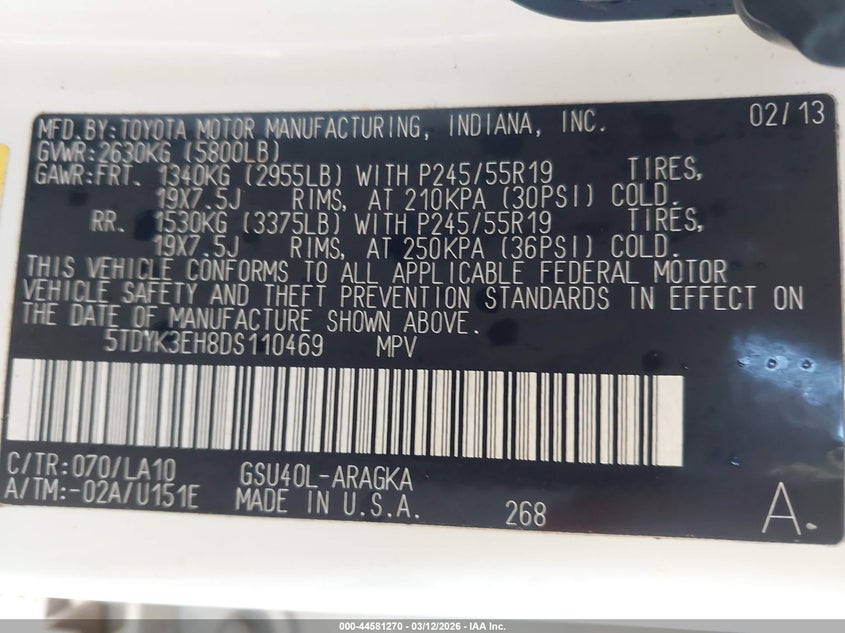 MFD.BY:TOYOTA MOTOR MANUFACTURING, INDIANA, INC. 02/13
GVWR:2630KG (5800LB)
GAWR:FRT. 1340KG (2955LB) WITH P245/55R19 TIRES,
19X7.5J RIMS, AT 210KPA (30PSI) COLD.
RR. 1530KG (3375LB) WITH P245/55R19 TIRES,
19X7.5J RIMS, AT 250KPA (36PSI) COLD.
THIS VEHICLE CONFORMS TO ALL APPLICABLE FEDERAL MOTOR
VEHICLE SAFETY AND THEFT PREVENTION STANDARDS IN EFFECT ON
THE DATE OF MANUFACTURE SHOWN ABOVE.
5TDYK3EH8DS110469 MPV
C/TR:070/LA10 GSU40L-ARAGKA
A/TM:-02A/U151E MADE IN U.S.A. 268 A.
000-44581270 - 03/12/2026 - IAA Inc.